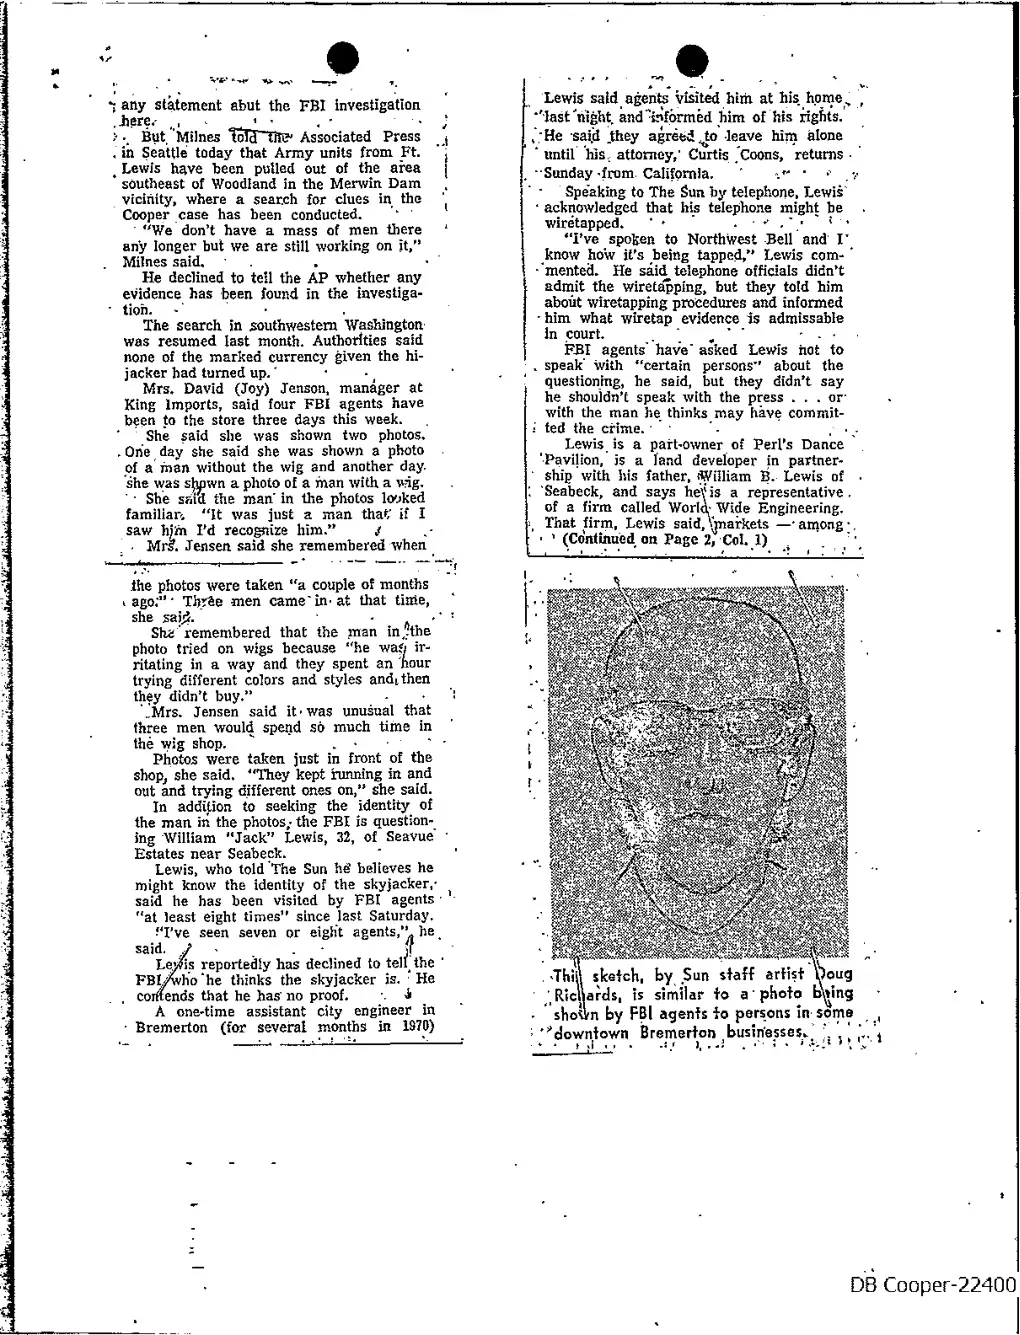 any statement abut the FBI investigation
here.
But Milnes told the Associated Press
in Seattle today that Army units from Ft.
Lewis have been pulled out of the area
southeast of Woodland in the Merwin Dam
vicinity, where a search for clues in the
Cooper case has been conducted.
"We don't have a mass of men there
any longer but we are still working on it,"
Milnes said.
He declined to tell the AP whether any
evidence has been found in the investiga-
tion.
The search in southwestern Washington
was resumed last month. Authorities said
none of the marked currency given the hi-
jacker had turned up.
Mrs. David (Joy) Jenson, manager at
King Imports, said four FBI agents have
been to the store three days this week.
She said she was shown two photos.
One day she said she was shown a photo
of a man without the wig and another day
she was shown a photo of a man with a wig.
She said the man in the photos looked
familiar. "It was just a man that if I
saw him I'd recognize him."
Mrs. Jensen said she remembered when
the photos were taken "a couple of months
ago." Three men came in at that time,
she said.
She remembered that the man in the
photo tried on wigs because "he was ir-
ritating in a way and they spent an hour
trying different colors and styles and then
they didn't buy."
Mrs. Jensen said it was unusual that
three men would spend so much time in
the wig shop.
Photos were taken just in front of the
shop, she said. "They kept running in and
out and trying different ones on," she said.
In addition to seeking the identity of
the man in the photos, the FBI is question-
ing William "Jack" Lewis, 32, of Seavue
Estates near Seabeck.
Lewis, who told The Sun he believes he
might know the identity of the skyjacker,
said he has been visited by FBI agents
"at least eight times" since last Saturday.
"I've seen seven or eight agents," he
said.
Lewis reportedly has declined to tell the
FBI who he thinks the skyjacker is. He
contends that he has no proof.
A one-time assistant city engineer in
Bremerton (for several months in 1970)
Lewis said agents visited him at his home
last night and informed him of his rights.
He said they agreed to leave him alone
until his attorney, Curtis Coons, returns
Sunday from California.
Speaking to The Sun by telephone, Lewis
acknowledged that his telephone might be
wiretapped.
"I've spoken to Northwest Bell and I
know how it's being tapped," Lewis com-
mented. He said telephone officials didn't
admit the wiretapping, but they told him
about wiretapping procedures and informed
him what wiretap evidence is admissable
in court.
FBI agents have asked Lewis not to
speak with "certain persons" about the
questioning, he said, but they didn't say
he shouldn't speak with the press . . . or
with the man he thinks may have commit-
ted the crime.
Lewis is a part-owner of Perl's Dance
Pavilion, is a land developer in partner-
ship with his father, William B. Lewis of
Seabeck, and says he is a representative
of a firm called World Wide Engineering.
That firm, Lewis said, markets — among
(Continued on Page 2, Col. 1)
This sketch, by Sun staff artist Doug
Richards, is similar to a photo being
shown by FBI agents to persons in some
downtown Bremerton businesses.
DB Cooper-22400